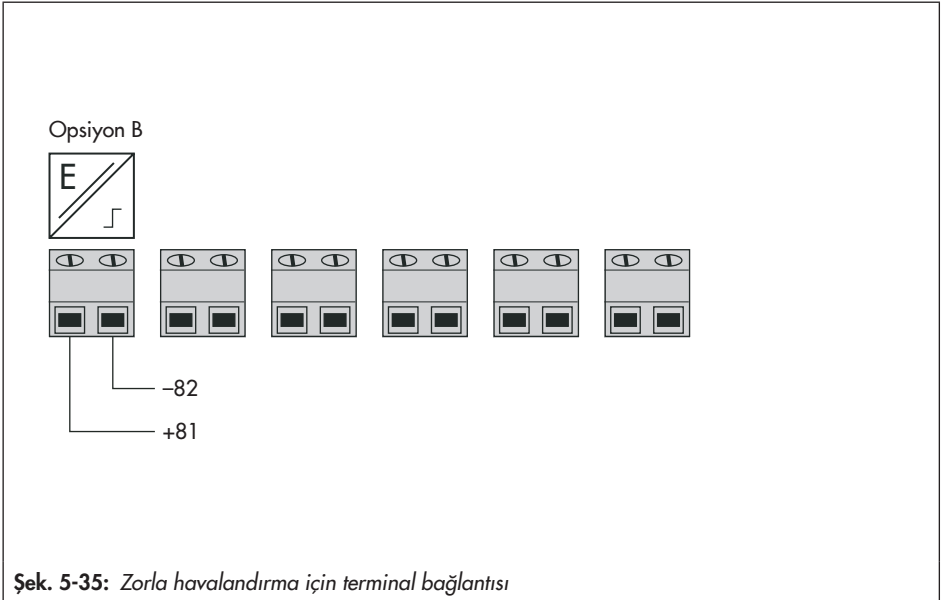 Opsiyon B
E
–82
+81
Şek. 5-35: Zorla havalandırma için terminal bağlantısı